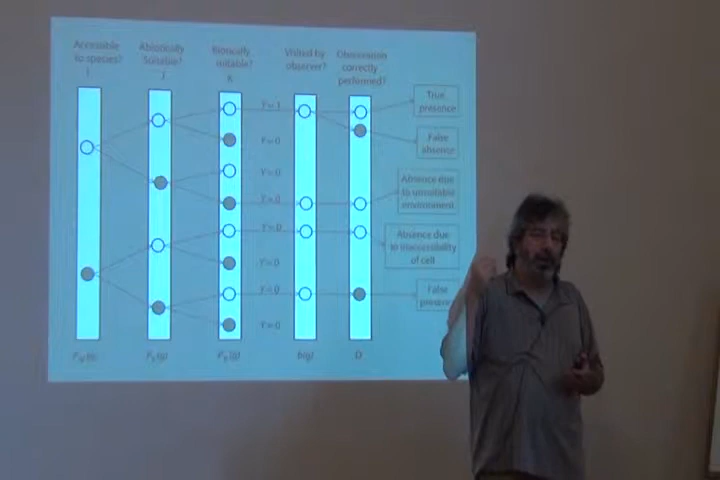 Accessible
to species?
I
Abiotically
Suitable?
J
Biotically
suitable?
K
Visited by
observer?
Observation
correctly
performed?
Y=1
Y=0
Y=0
Y=0
Y=0
Y=0
Y=0
Y=0
True
presence
False
absence
Absence due
to unsuitable
environment
Absence due
to inaccessibility
of cell
False
D